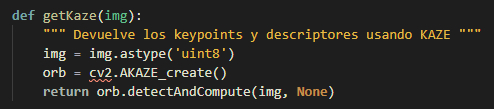 def getKaze(img):
    """ Devuelve los keypoints y descriptores usando KAZE """
    img = img.astype('uint8')
    orb = cv2.AKAZE_create()
    return orb.detectAndCompute(img, None)